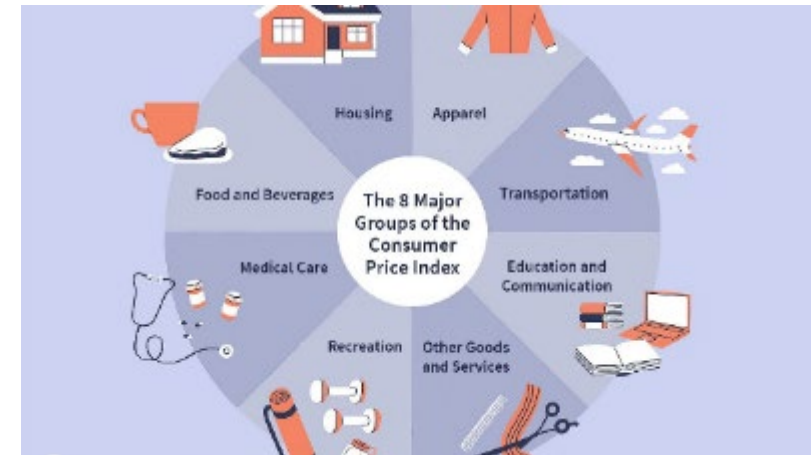 Housing
Apparel
Food and Beverages
Transportation
The 8 Major
Groups of the
Consumer
Price Index
Medical Care
Education and
Communication
Recreation
Other Goods
and Services